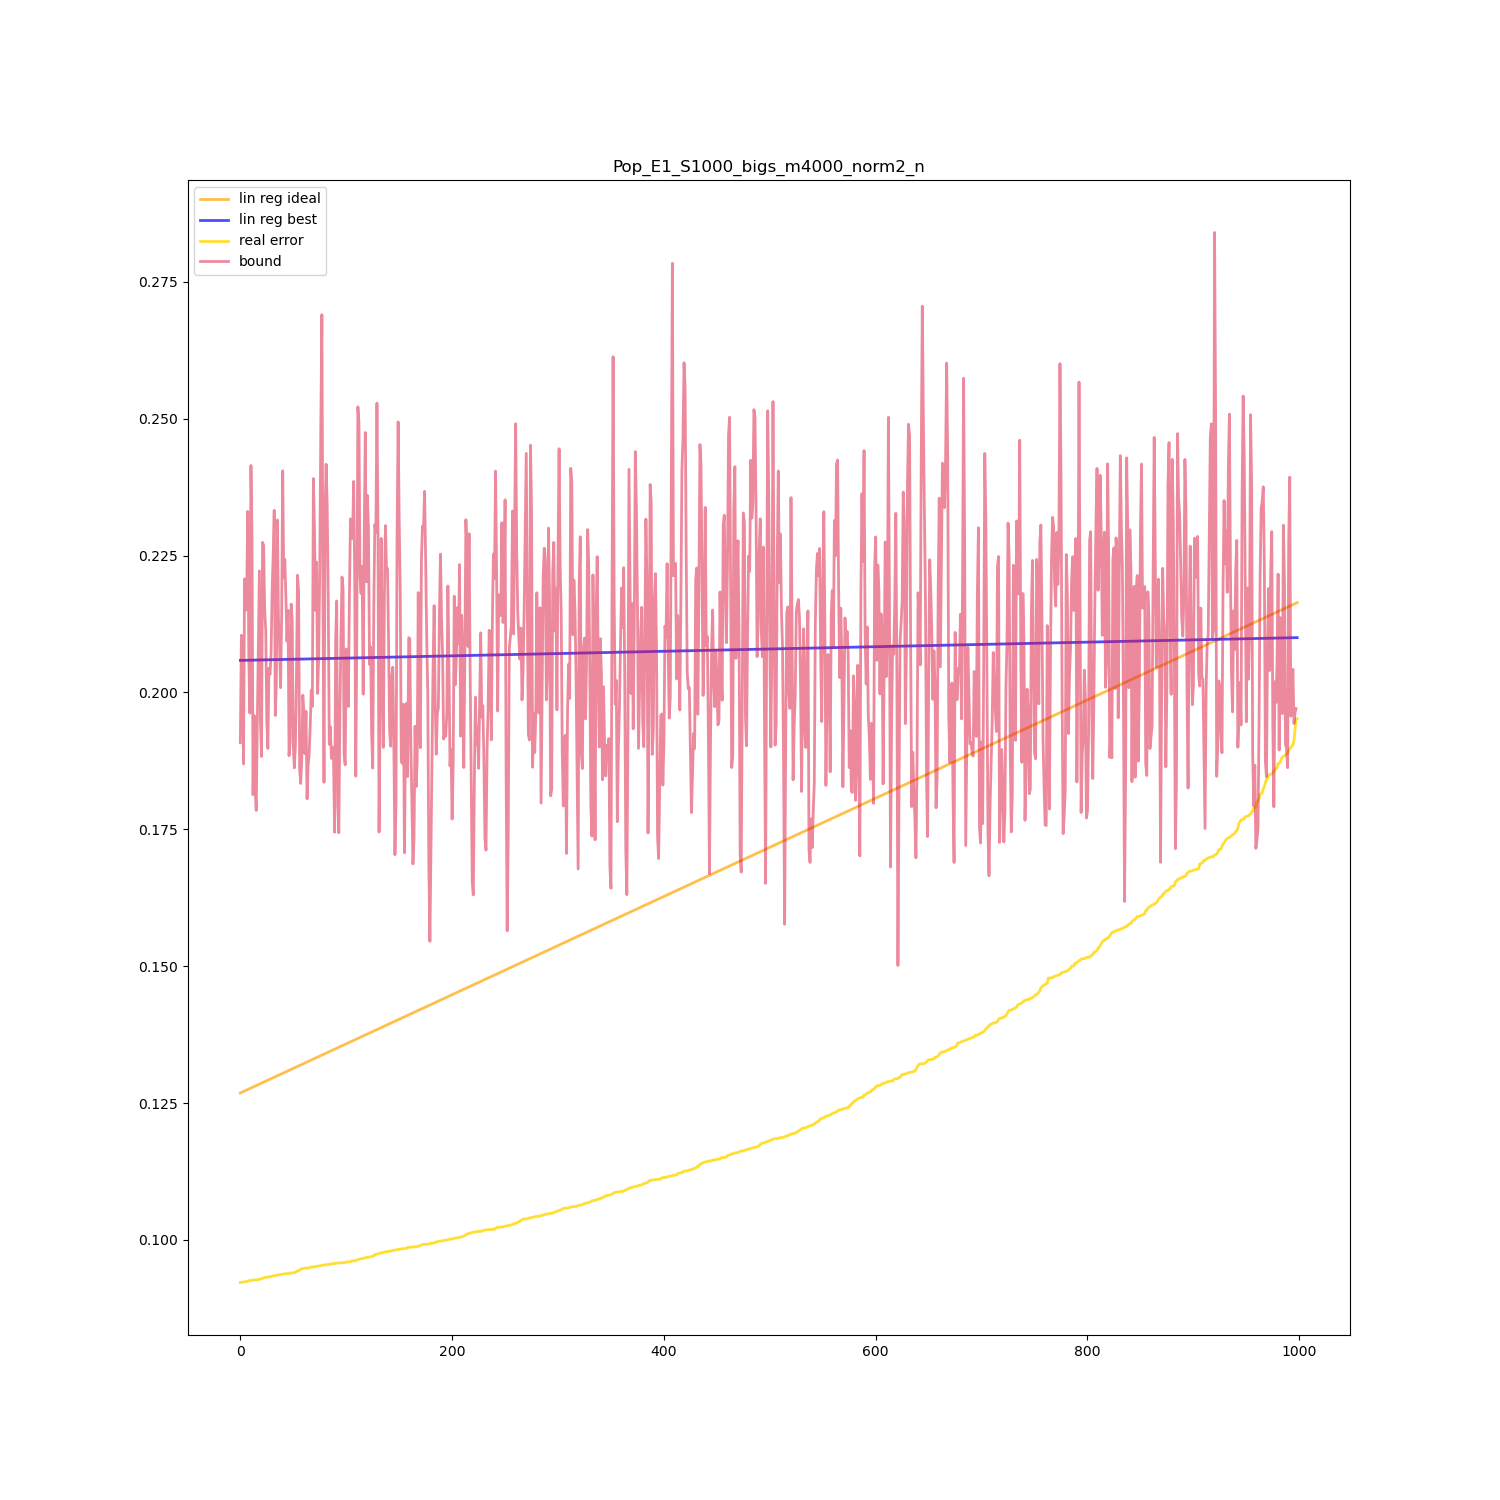 Pop_E1_S1000_bigs_m4000_norm2_n
lin reg ideal
lin reg best
real error
bound
0.275
0.250
0.225
0.200
0.175
0.150
0.125
0.100
0 200 400 600 800 1000